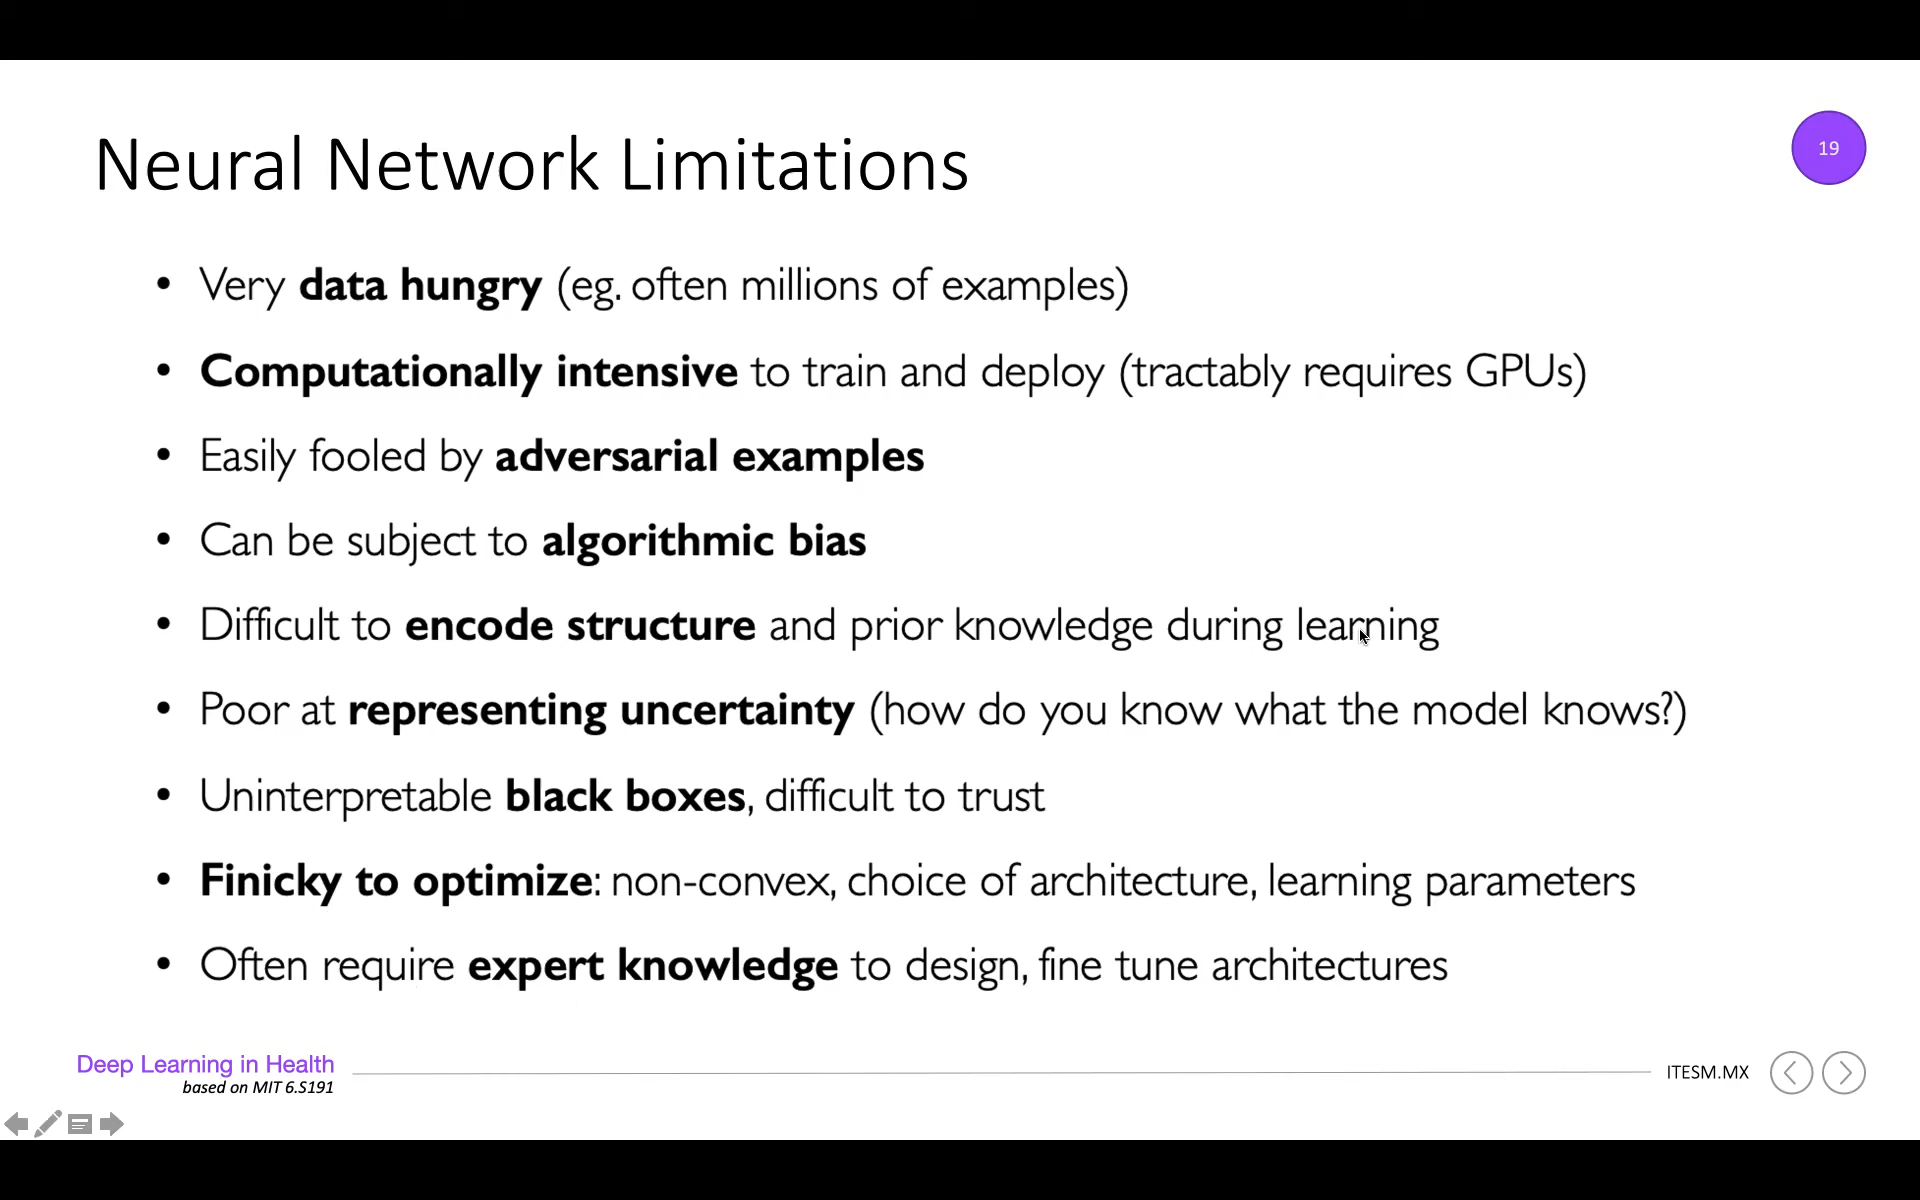 Neural Network Limitations
19
• Very data hungry (eg. often millions of examples)
• Computationally intensive to train and deploy (tractably requires GPUs)
• Easily fooled by adversarial examples
• Can be subject to algorithmic bias
• Difficult to encode structure and prior knowledge during learning
• Poor at representing uncertainty (how do you know what the model knows?)
• Uninterpretable black boxes, difficult to trust
• Finicky to optimize: non-convex, choice of architecture, learning parameters
• Often require expert knowledge to design, fine tune architectures
Deep Learning in Health
based on MIT 6.S191
ITESM.MX